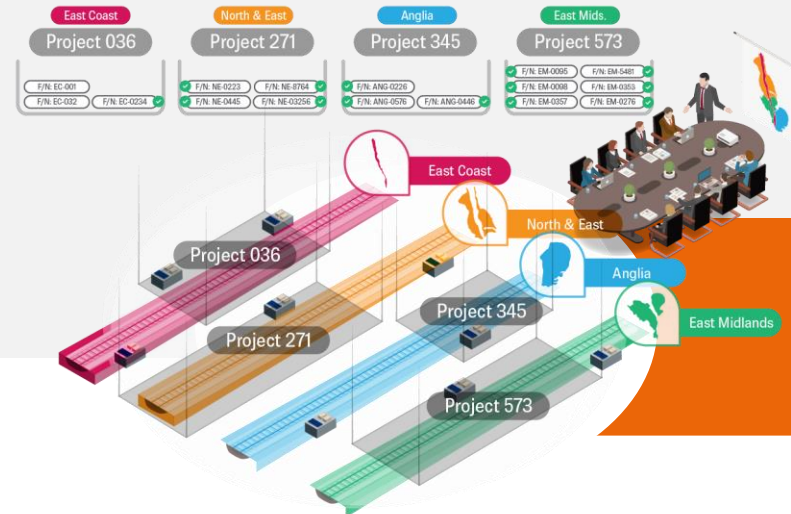 East Coast
North & East
Anglia
East Mids.
Project 036
Project 271
Project 345
Project 573
F/N: EC-001
F/N: EC-032
F/N: EC-0234
F/N: NE-0223
F/N: NE-8764
F/N: NE-0445
F/N: NE-03256
F/N: ANG-0226
F/N: ANG-0576
F/N: ANG-0446
F/N: EM-0095
F/N: EM-5481
F/N: EM-0098
F/N: EM-0353
F/N: EM-0357
F/N: EM-0276
East Coast
North & East
Project 036
Anglia
Project 345
East Midlands
Project 271
Project 573